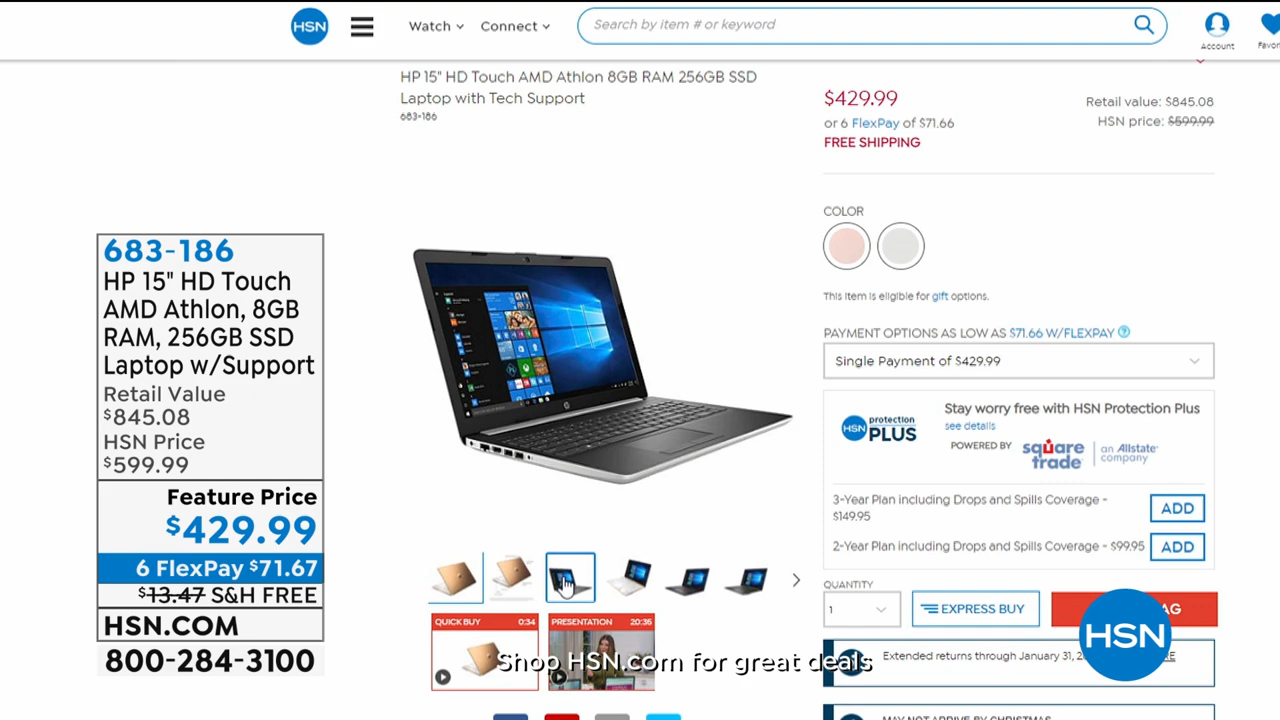 HSN
Watch
Connect
Search by item # or keyword
Account
HP 15" HD Touch AMD Athlon 8GB RAM 256GB SSD
Laptop with Tech Support
683-186
$429.99
or 6 FlexPay of $71.66
FREE SHIPPING
Retail value: $845.08
HSN price: $599.99
COLOR
This item is eligible for gift options.
PAYMENT OPTIONS AS LOW AS $71.66 W/FLEXPAY ?
Single Payment of $429.99
HSN protection PLUS
Stay worry free with HSN Protection Plus
see details
POWERED BY
square trade
an Allstate company
3-Year Plan including Drops and Spills Coverage -
$149.95
ADD
2-Year Plan including Drops and Spills Coverage - $99.95
ADD
QUANTITY
1
EXPRESS BUY
AG
HSN
Extended returns through January 31,
MAY NOT ARRIVE BY CHRISTMAS
683-186
HP 15" HD Touch
AMD Athlon, 8GB
RAM, 256GB SSD
Laptop w/Support
Retail Value
$845.08
HSN Price
$599.99
Feature Price
$429.99
6 FlexPay $71.67
$13.47 S&H FREE
HSN.COM
800-284-3100
QUICK BUY 0:34
PRESENTATION 20:35
Shop HSN.com for great deals